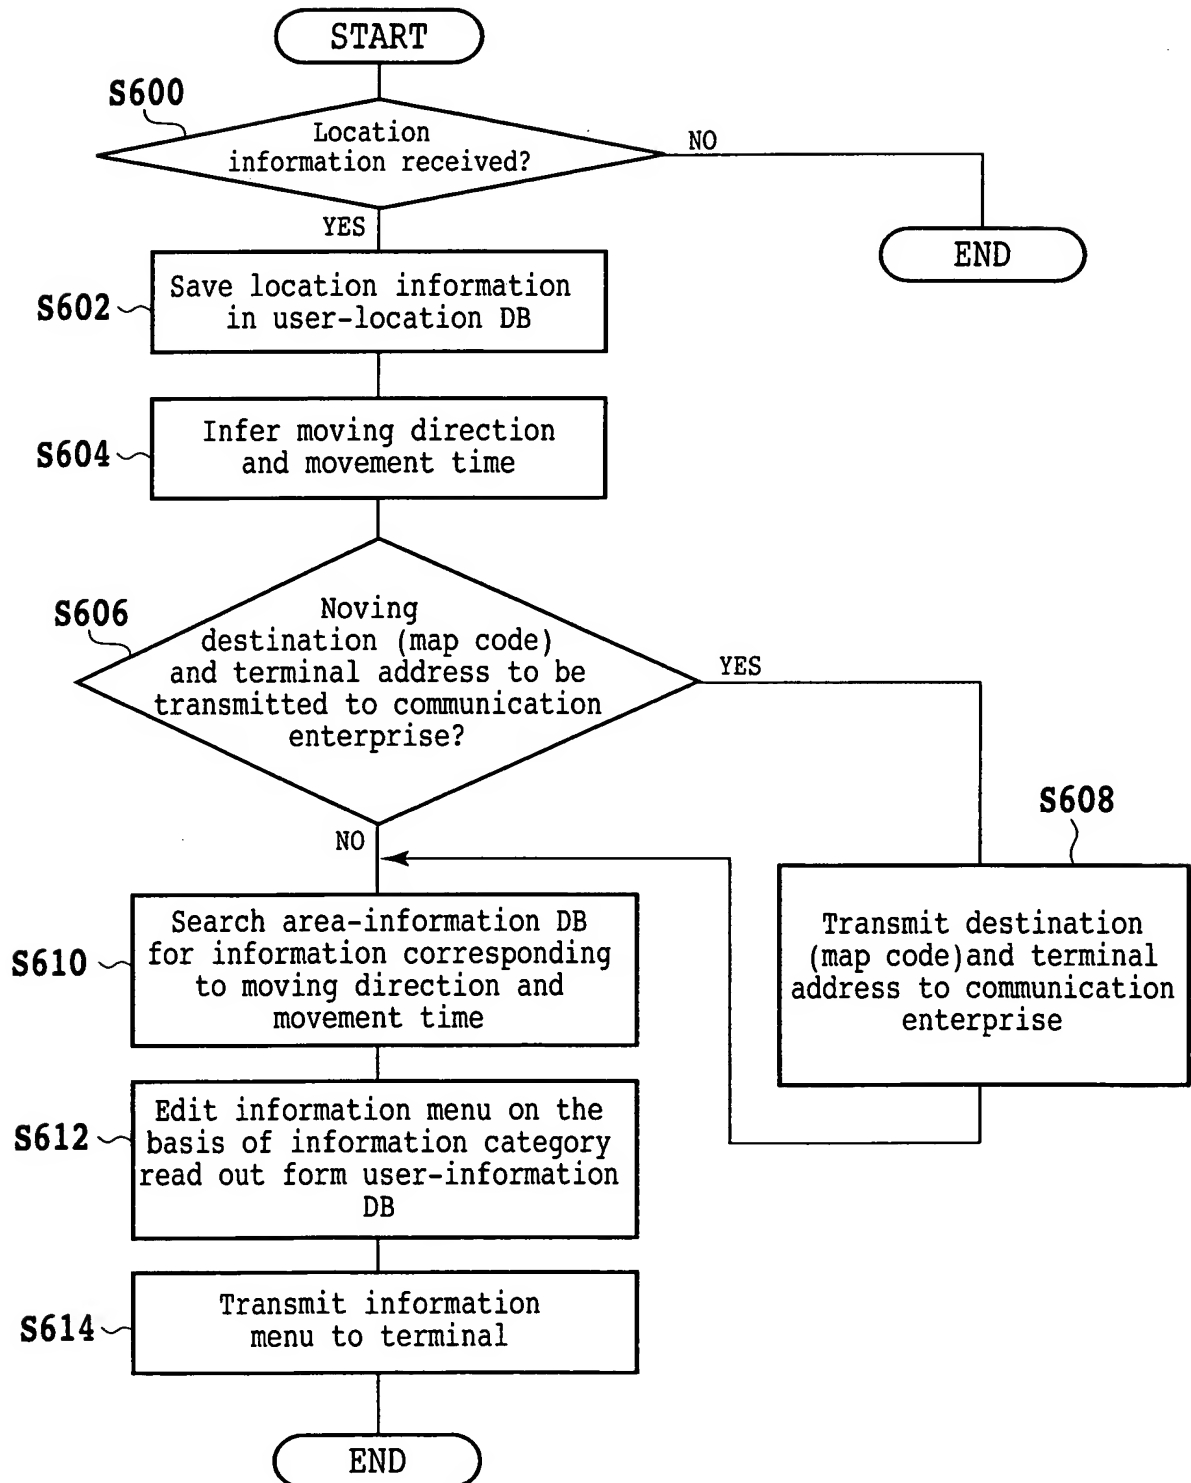 START
S600
Location
information received?
NO
YES
END
S602
Save location information
in user-location DB
S604
Infer moving direction
and movement time
S606
Noving
destination (map code)
and terminal address to be
transmitted to communication
enterprise?
YES
NO
S608
Transmit destination
(map code)and terminal
address to communication
enterprise
S610
Search area-information DB
for information corresponding
to moving direction and
movement time
S612
Edit information menu on the
basis of information category
read out form user-information
DB
S614
Transmit information
menu to terminal
END